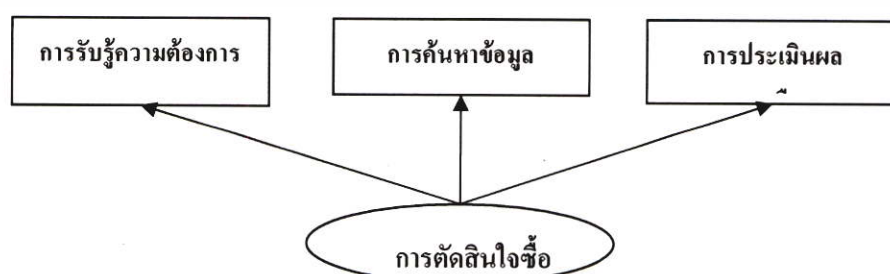 การรับรู้ความต้องการ
การค้นหาข้อมูล
การประเมินผล
การตัดสินใจซื้อ